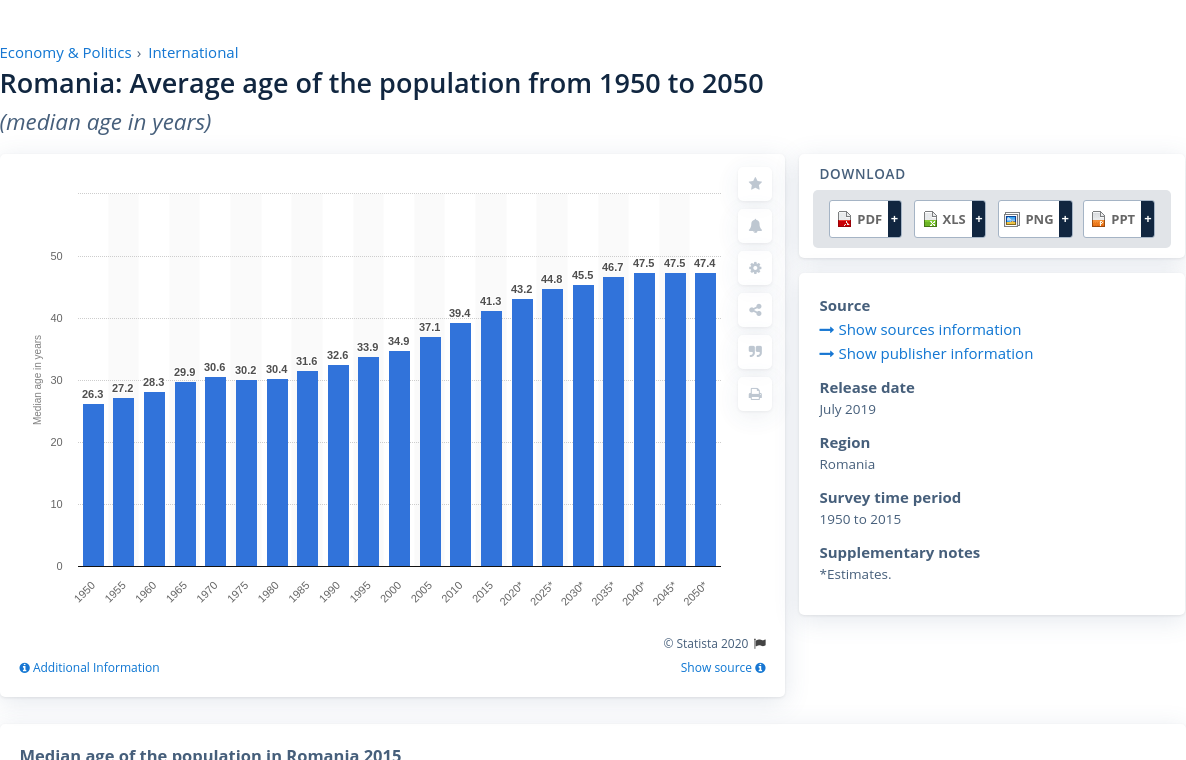 Economy & Politics › International
Romania: Average age of the population from 1950 to 2050
(median age in years)
Median age in years
50
40
30
20
10
0
26.3 27.2 28.3 29.9 30.6 30.2 30.4 31.6 32.6 33.9 34.9 37.1 39.4 41.3 43.2 44.8 45.5 46.7 47.5 47.5 47.4
1950 1955 1960 1965 1970 1975 1980 1985 1990 1995 2000 2005 2010 2015 2020* 2025* 2030* 2035* 2040* 2045* 2050*
© Statista 2020
Additional Information
Show source
DOWNLOAD
PDF + XLS + PNG + PPT +
Source
Show sources information
Show publisher information
Release date
July 2019
Region
Romania
Survey time period
1950 to 2015
Supplementary notes
*Estimates.
Median age of the population in Romania 2015